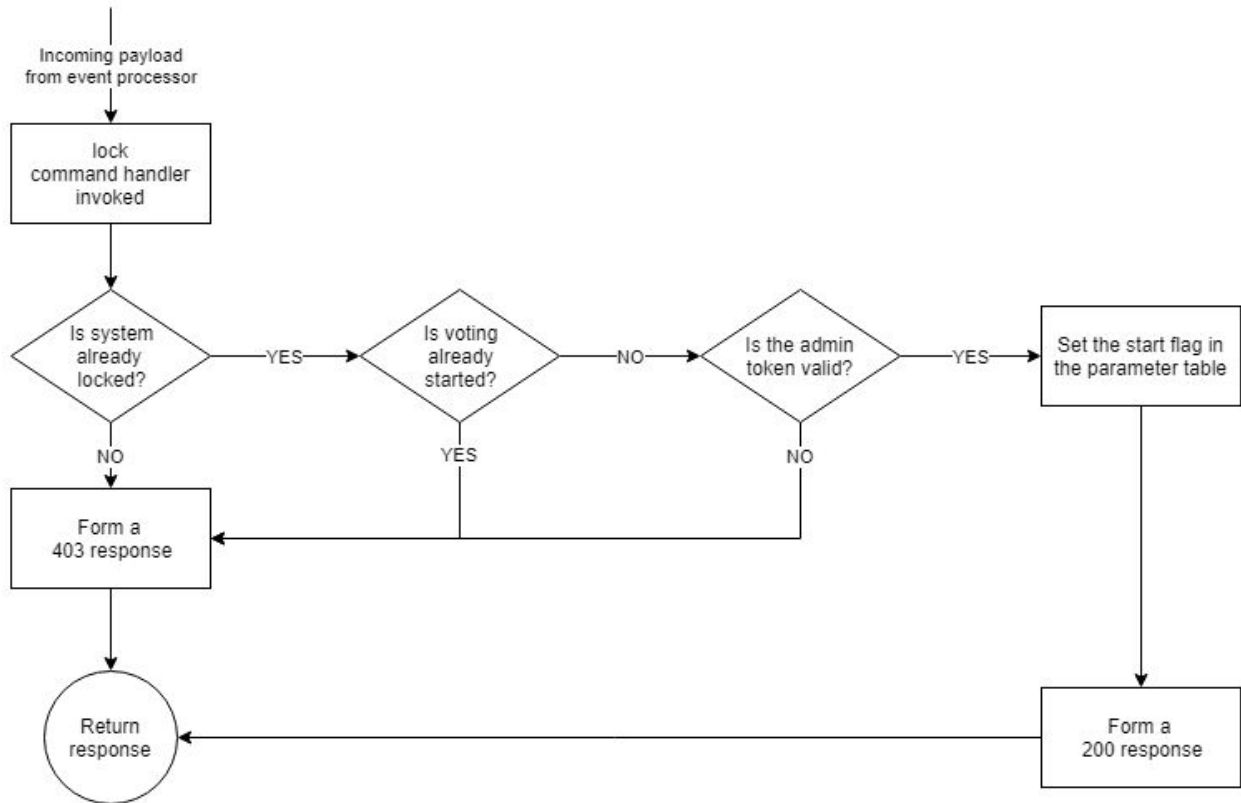 Incoming payload
from event processor
lock
command handler
invoked
Is system
already
locked?
YES
Is voting
already
started?
NO
Is the admin
token valid?
YES
Set the start flag in
the parameter table
NO
YES
NO
Form a
403 response
Return
response
Form a
200 response